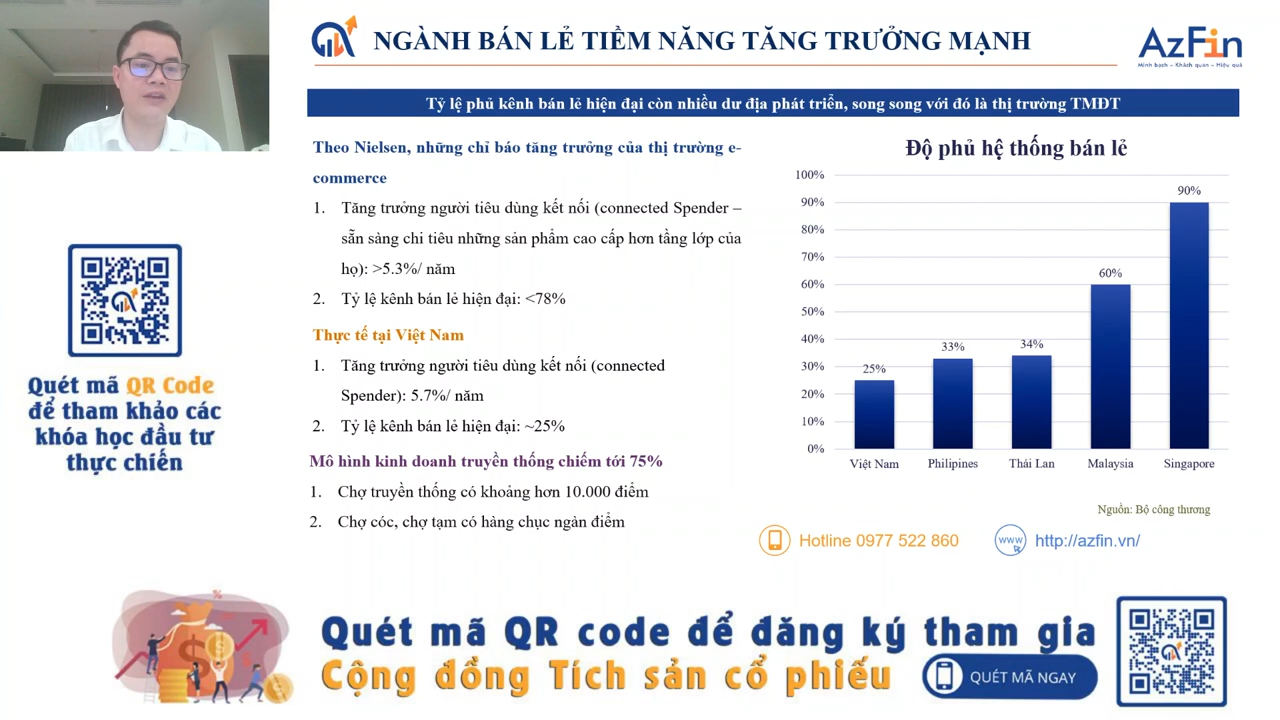 NGÀNH BÁN LẺ TIỀM NĂNG TĂNG TRƯỞNG MẠNH
AzFin
Minh bạch - Khách quan - Hiệu quả
Tỷ lệ phủ kênh bán lẻ hiện đại còn nhiều dư địa phát triển, song song với đó là thị trường TMĐT
Theo Nielsen, những chỉ báo tăng trưởng của thị trường e-
commerce
1. Tăng trưởng người tiêu dùng kết nối (connected Spender –
sẵn sàng chi tiêu những sản phẩm cao cấp hơn tầng lớp của
họ): >5.3%/ năm
2. Tỷ lệ kênh bán lẻ hiện đại: <78%
Thực tế tại Việt Nam
1. Tăng trưởng người tiêu dùng kết nối (connected
Spender): 5.7%/ năm
2. Tỷ lệ kênh bán lẻ hiện đại: ~25%
Mô hình kinh doanh truyền thống chiếm tới 75%
1. Chợ truyền thống có khoảng hơn 10.000 điểm
2. Chợ cóc, chợ tạm có hàng chục ngàn điểm
Độ phủ hệ thống bán lẻ
100%
90%
80%
70%
60%
50%
40%
30%
20%
10%
0%
25%
33%
34%
60%
90%
Việt Nam
Philipines
Thái Lan
Malaysia
Singapore
Nguồn: Bộ công thương
Hotline 0977 522 860
www
http://azfin.vn/
Quét mã QR Code
để tham khảo các
khóa học đầu tư
thực chiến
Quét mã QR code để đăng ký tham gia
Cộng đồng Tích sản cổ phiếu
QUÉT MÃ NGAY